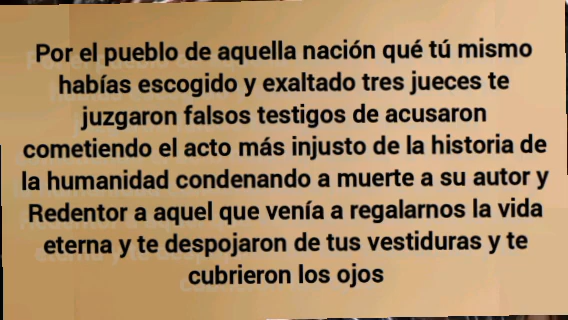 Por el pueblo de aquella nación qué tú mismo
habías escogido y exaltado tres jueces te
juzgaron falsos testigos de acusaron
cometiendo el acto más injusto de la historia de
la humanidad condenando a muerte a su autor y
Redentor a aquel que venía a regalarnos la vida
eterna y te despojaron de tus vestiduras y te
cubrieron los ojos